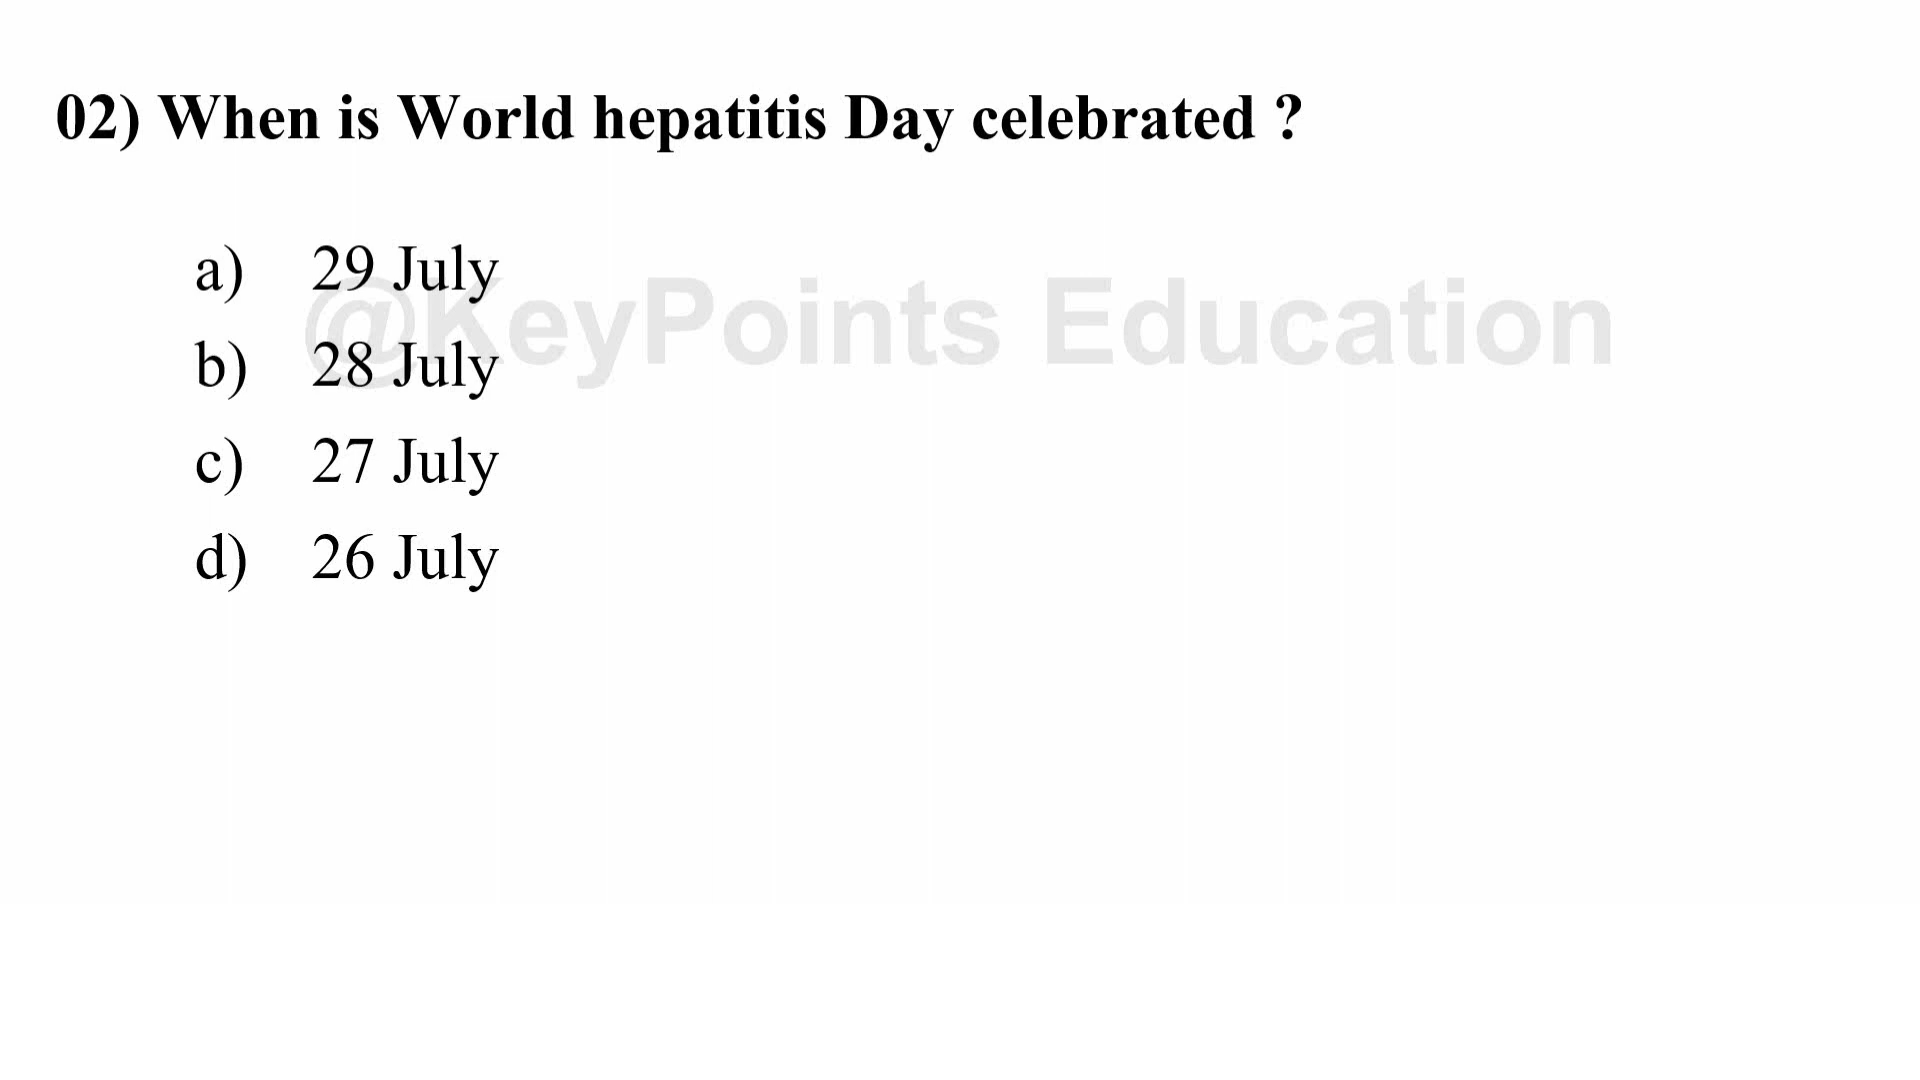 02) When is World hepatitis Day celebrated ?
a) 29 July
@KeyPoints Education
b) 28 July
c) 27 July
d) 26 July